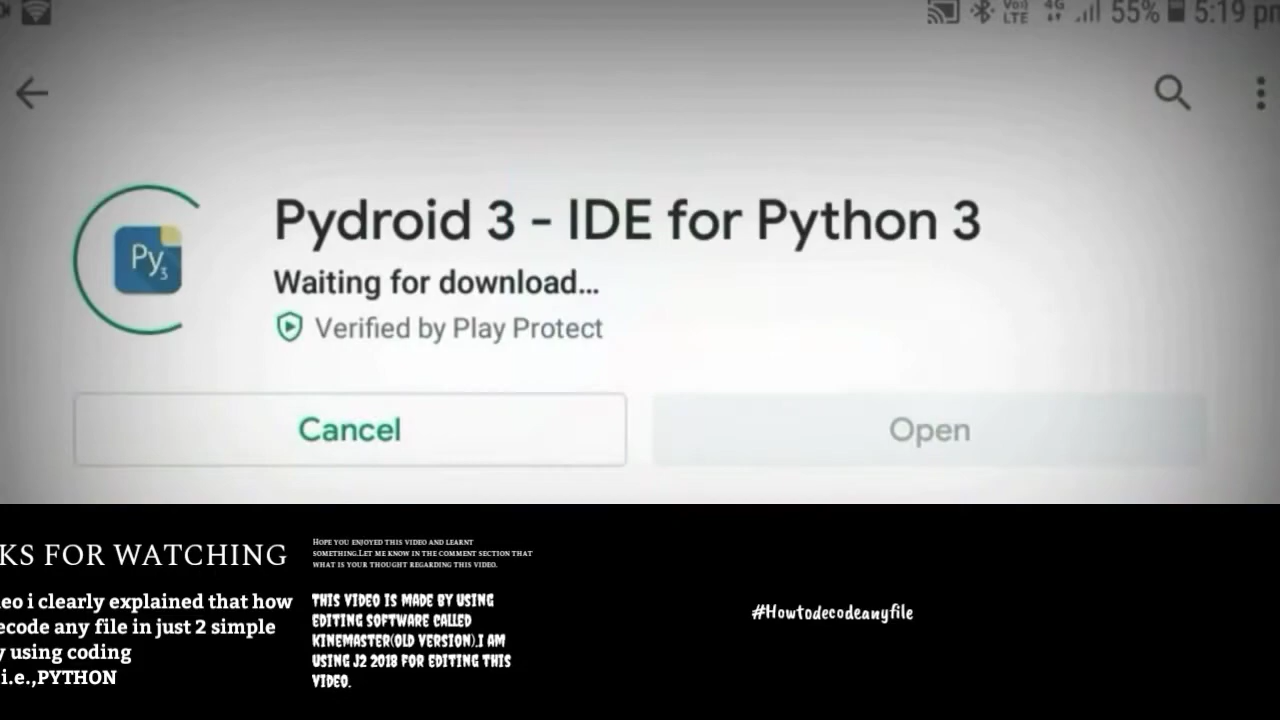 Vo))
LTE
4G
55%
5:19 pm
Py3
Pydroid 3 - IDE for Python 3
Waiting for download...
Verified by Play Protect
Cancel
Open
KS FOR WATCHING
eo i clearly explained that how
ecode any file in just 2 simple
y using coding
i.e.,PYTHON
Hope you enjoyed this video and learnt
something.Let me know in the comment section that
what is your thought regarding this video.
THIS VIDEO IS MADE BY USING
EDITING SOFTWARE CALLED
KINEMASTER(OLD VERSION).I AM
USING J2 2018 FOR EDITING THIS
VIDEO.
#Howtodecodeanyfile